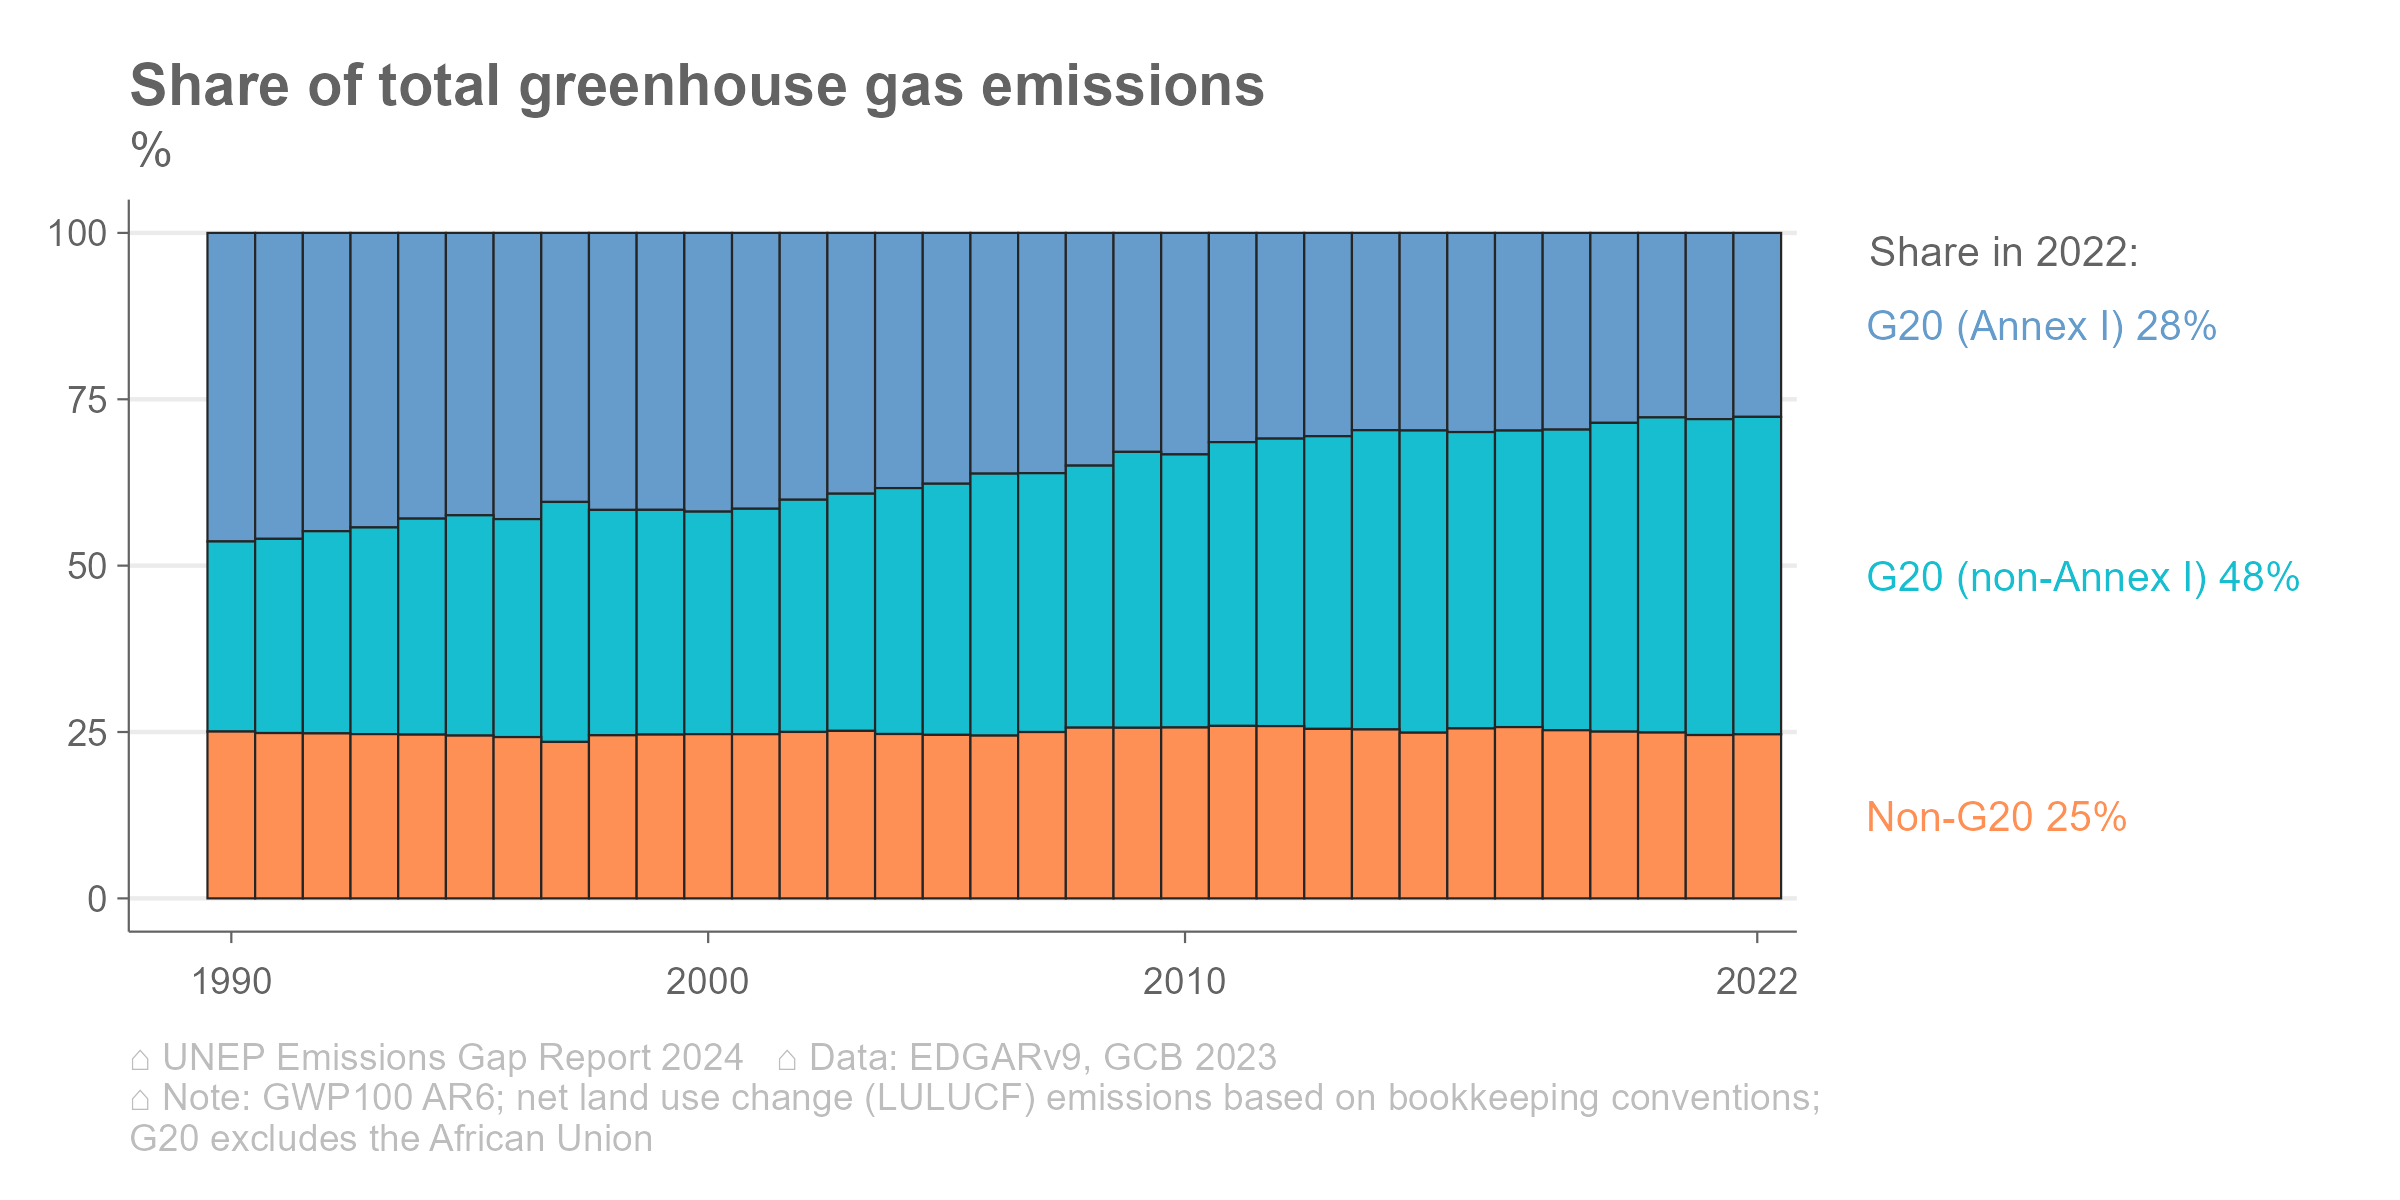 Share of total greenhouse gas emissions
%
100
75
50
25
0
1990 2000 2010 2022
Share in 2022:
G20 (Annex I) 28%
G20 (non-Annex I) 48%
Non-G20 25%
⌂ UNEP Emissions Gap Report 2024 ⌂ Data: EDGARv9, GCB 2023
⌂ Note: GWP100 AR6; net land use change (LULUCF) emissions based on bookkeeping conventions;
G20 excludes the African Union